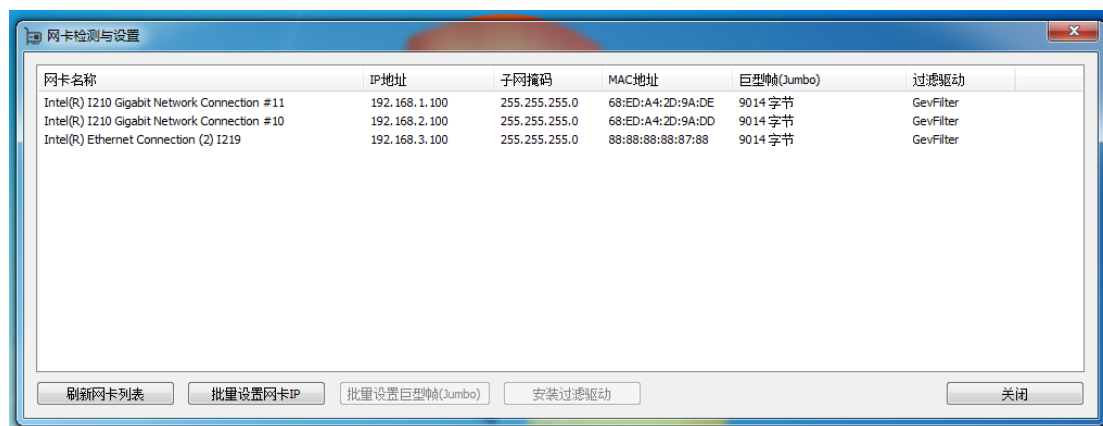 网卡检测与设置
网卡名称 IP地址 子网掩码 MAC地址 巨型帧(Jumbo) 过滤驱动
Intel(R) I210 Gigabit Network Connection #11 192.168.1.100 255.255.255.0 68:ED:A4:2D:9A:DE 9014 字节 GevFilter
Intel(R) I210 Gigabit Network Connection #10 192.168.2.100 255.255.255.0 68:ED:A4:2D:9A:DD 9014 字节 GevFilter
Intel(R) Ethernet Connection (2) I219 192.168.3.100 255.255.255.0 88:88:88:88:87:88 9014 字节 GevFilter
刷新网卡列表 批量设置网卡IP 批量设置巨型帧(Jumbo) 安装过滤驱动 关闭